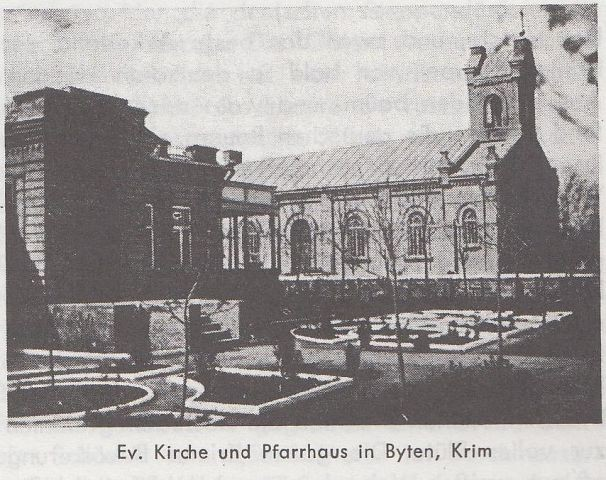 Ev. Kirche und Pfarrhaus in Byten, Krim